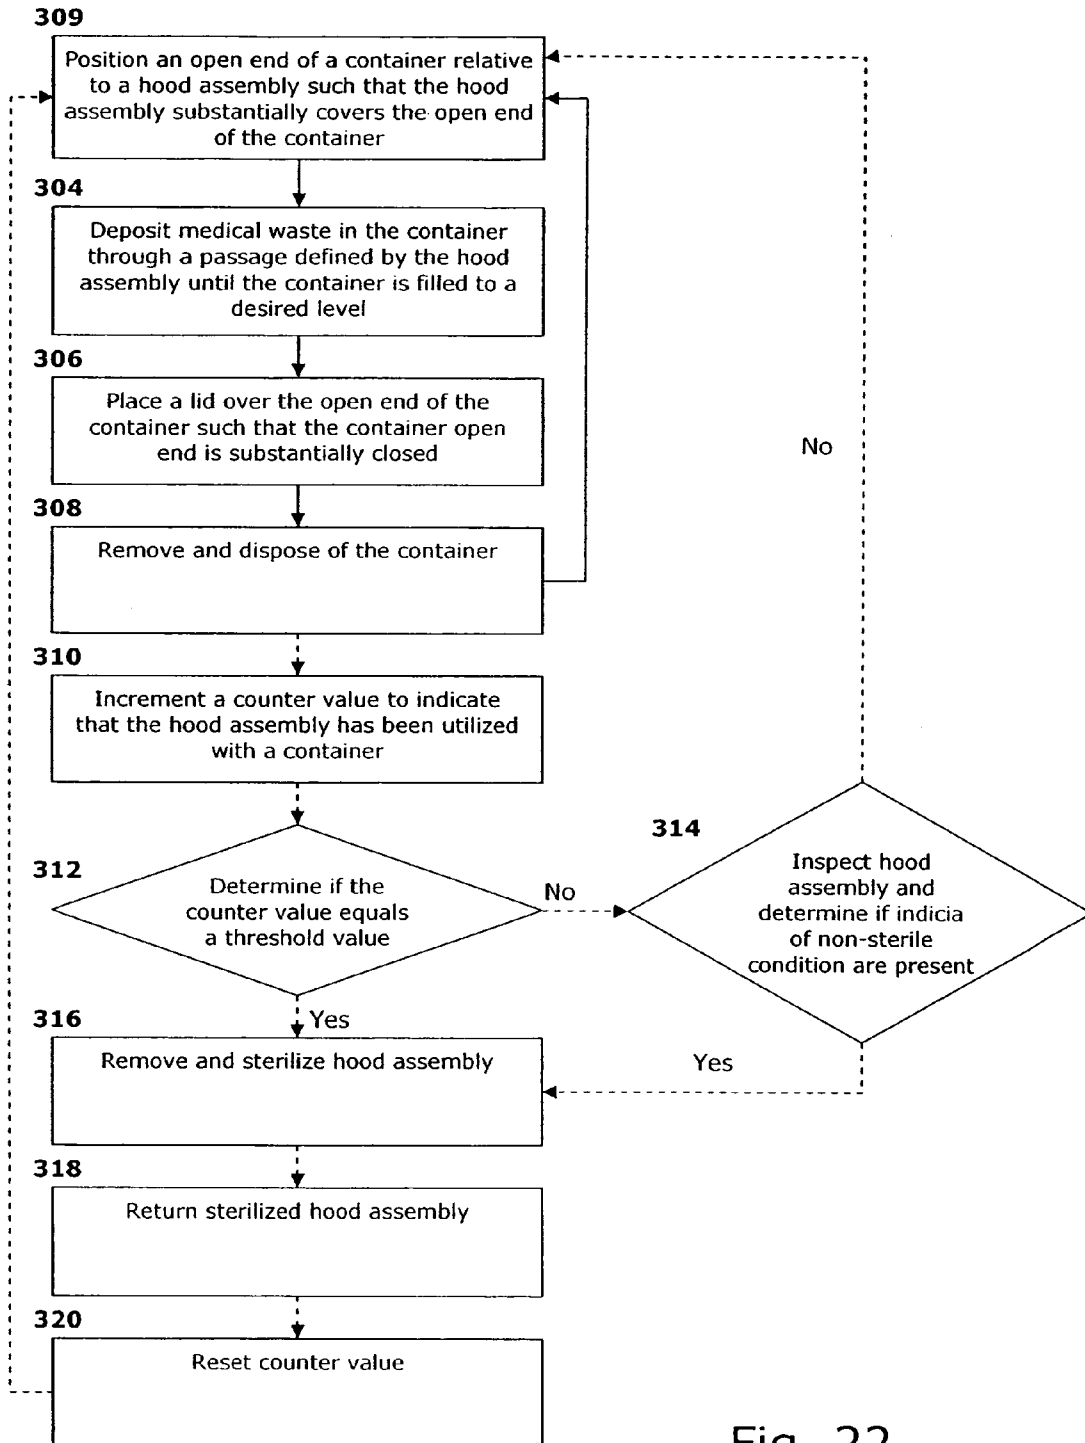 309
Position an open end of a container relative
to a hood assembly such that the hood
assembly substantially covers the open end
of the container
304
Deposit medical waste in the container
through a passage defined by the hood
assembly until the container is filled to a
desired level
306
Place a lid over the open end of the
container such that the container open
end is substantially closed
No
308
Remove and dispose of the container
310
Increment a counter value to indicate
that the hood assembly has been utilized
with a container
312
Determine if the
counter value equals
a threshold value
No
314
Inspect hood
assembly and
determine if indicia
of non-sterile
condition are present
Yes
316
Remove and sterilize hood assembly
Yes
318
Return sterilized hood assembly
320
Reset counter value
Fig. 22